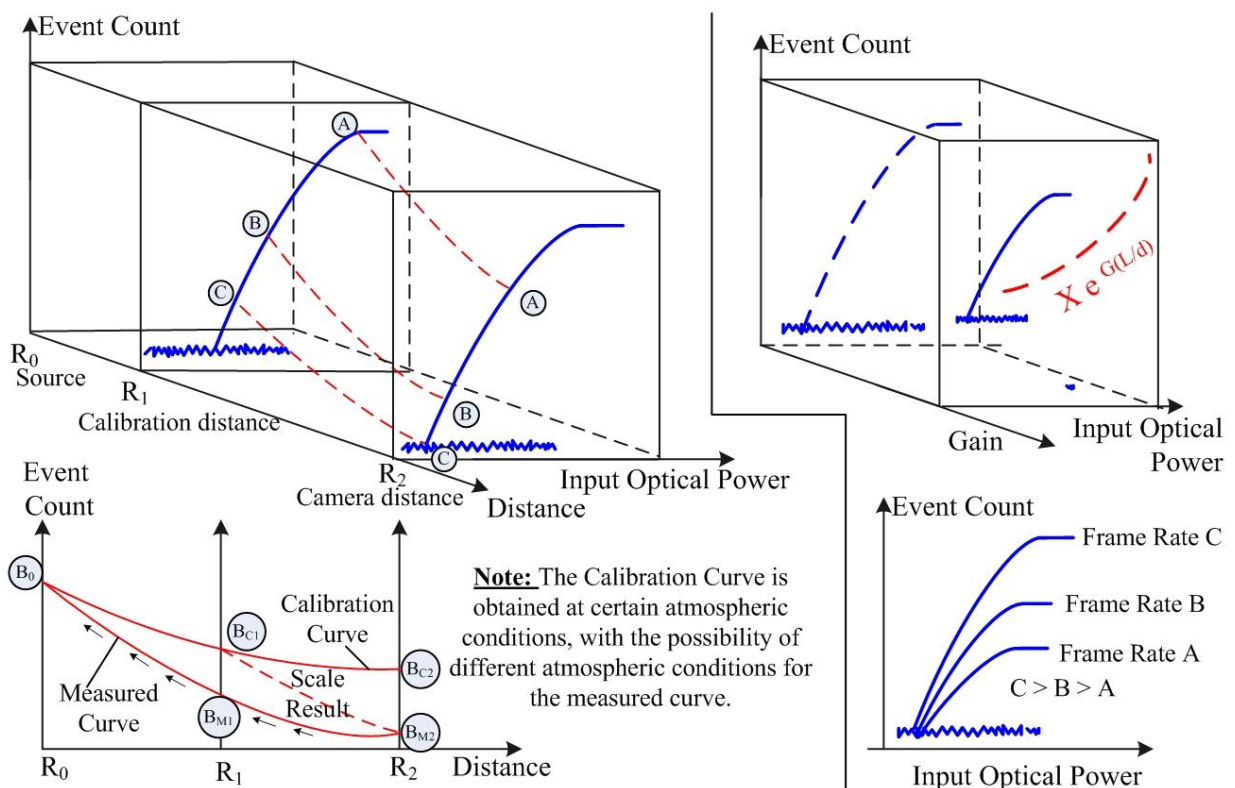 Event Count
A
B
C
A
B
C
R0
Source
R1
Calibration distance
R2
Camera distance
Input Optical Power
Distance
Event Count
X e^G(L/d)
Gain
Input Optical
Power
Event
Count
B0
BC1
Calibration
Curve
BC2
Scale
Result
Measured
Curve
BM1
BM2
R0
R1
R2
Distance
Note: The Calibration Curve is
obtained at certain atmospheric
conditions, with the possibility of
different atmospheric conditions for
the measured curve.
Event Count
Frame Rate C
Frame Rate B
Frame Rate A
C > B > A
Input Optical Power